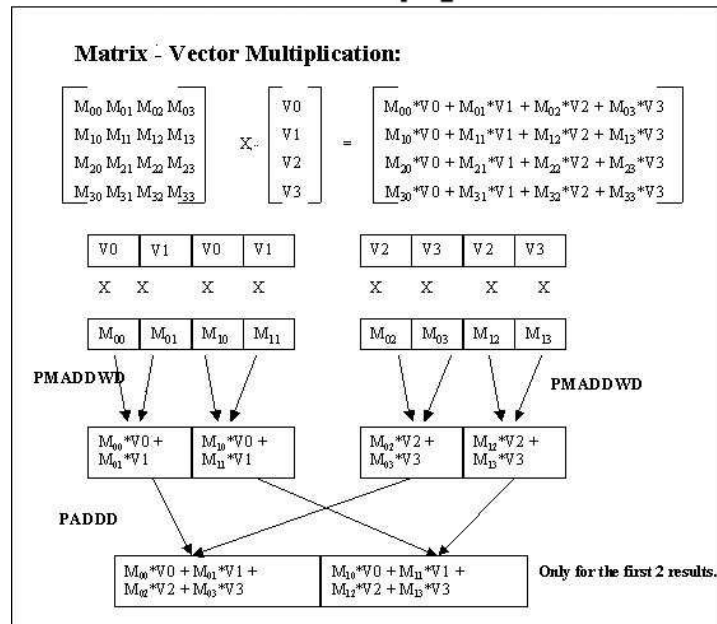 Matrix - Vector Multiplication:
M00 M01 M02 M03
M10 M11 M12 M13
M20 M21 M22 M23
M30 M31 M32 M33
X
V0
V1
V2
V3
=
M00*V0 + M01*V1 + M02*V2 + M03*V3
M10*V0 + M11*V1 + M12*V2 + M13*V3
M20*V0 + M21*V1 + M22*V2 + M23*V3
M30*V0 + M31*V1 + M32*V2 + M33*V3
V0 V1 V0 V1 V2 V3 V2 V3
X X X X X X X X
M00 M01 M10 M11 M02 M03 M12 M13
PMADDWD PMADDWD
M00*V0 +
M01*V1
M10*V0 +
M11*V1
M02*V2 +
M03*V3
M12*V2 +
M13*V3
PADDD
M00*V0 + M01*V1 +
M02*V2 + M03*V3
M10*V0 + M11*V1 +
M12*V2 + M13*V3
Only for the first 2 results.